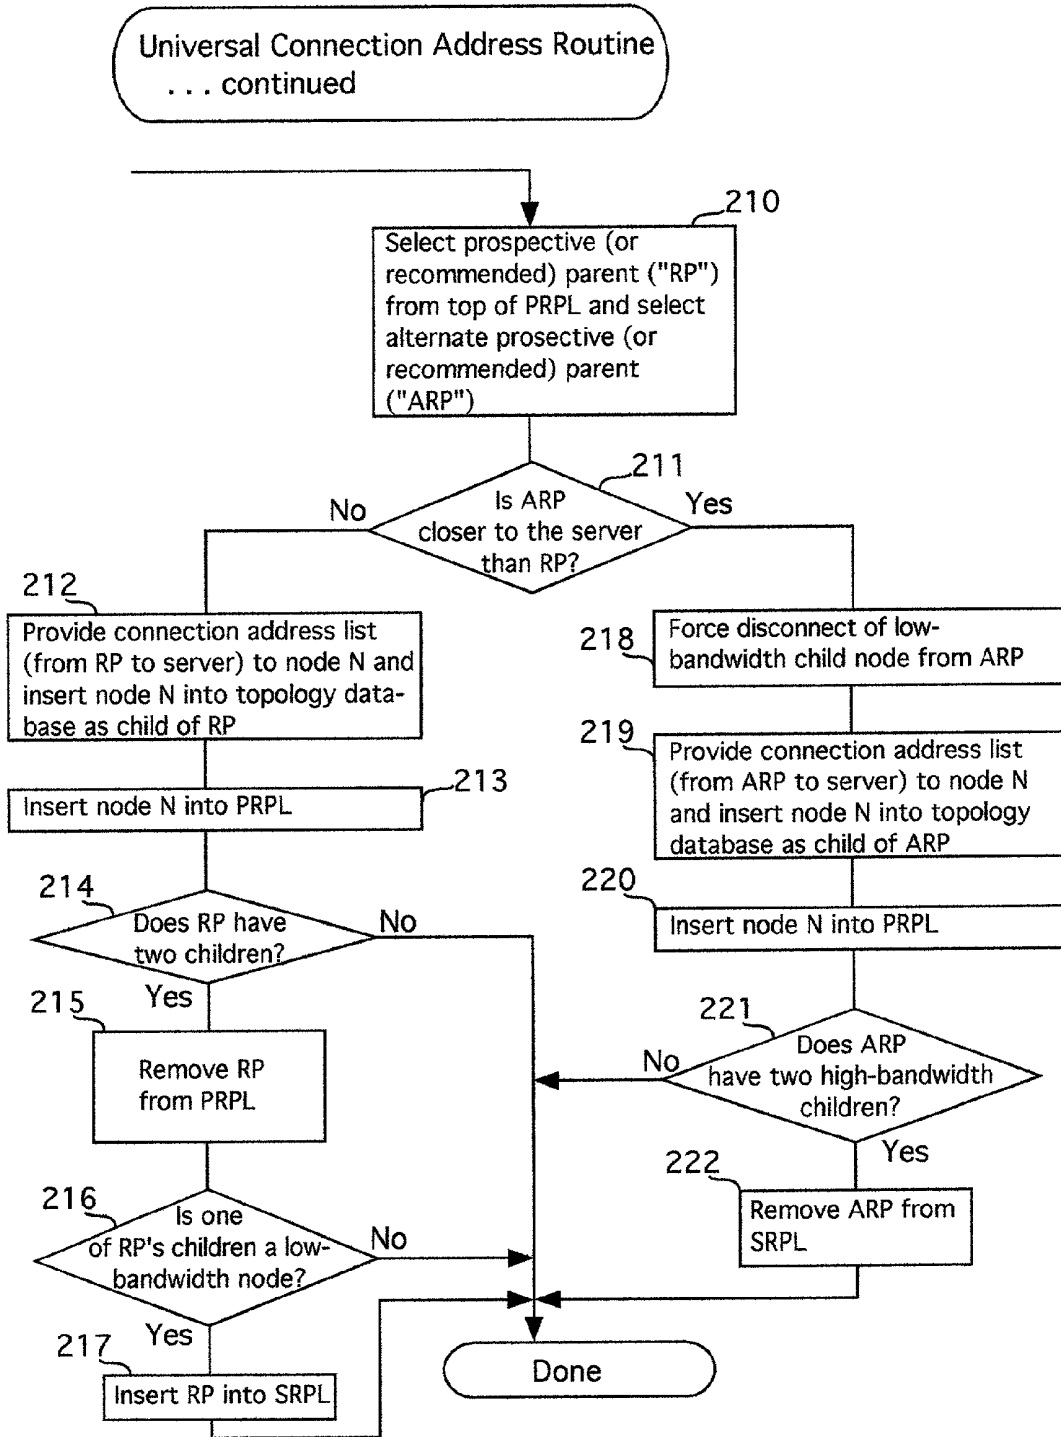 Universal Connection Address Routine
. . . continued
210
Select prospective (or
recommended) parent ("RP")
from top of PRPL and select
alternate prosective (or
recommended) parent
("ARP")
211
No
Is ARP
closer to the server
than RP?
Yes
212
Provide connection address list
(from RP to server) to node N and
insert node N into topology data-
base as child of RP
213
Insert node N into PRPL
214
Does RP have
two children?
No
Yes
215
Remove RP
from PRPL
216
Is one
of RP's children a low-
bandwidth node?
No
Yes
217
Insert RP into SRPL
218
Force disconnect of low-
bandwidth child node from ARP
219
Provide connection address list
(from ARP to server) to node N
and insert node N into topology
database as child of ARP
220
Insert node N into PRPL
221
No
Does ARP
have two high-bandwidth
children?
Yes
222
Remove ARP from
SRPL
Done